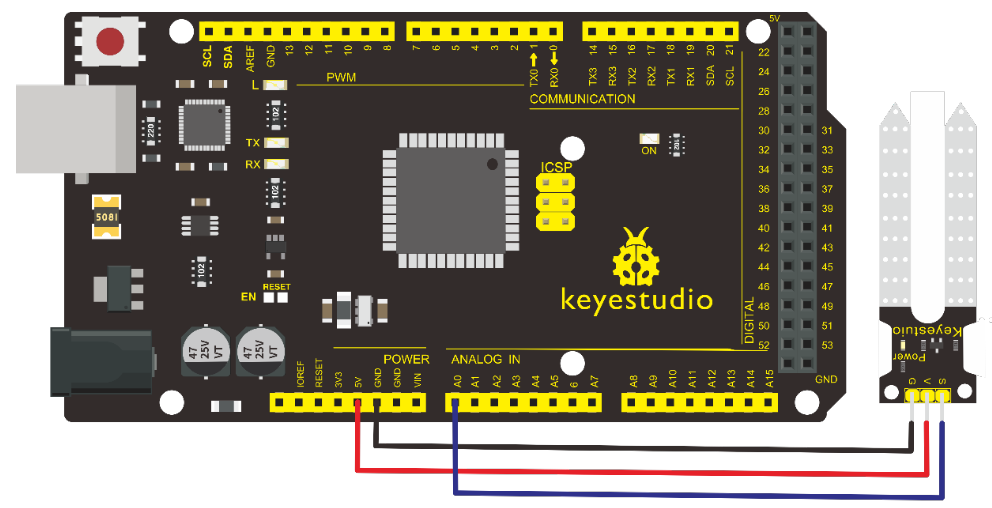 5V
SCL
SDA
AREF
GND
13
12
11
10
9
8
7
6
5
4
3
2
TX0 1
RX0 0
TX3 14
RX3 15
TX2 16
RX2 17
TX1 18
RX1 19
SDA 20
SCL 21
PWM
COMMUNICATION
L
TX
RX
102
220
102
102
ON
ICSP
5081
102
RESET
EN
keyestudio
47
25V
VT
47
25V
VT
22
24
26
28
30 31
32 33
34 35
36 37
38 39
40 41
42 43
44 45
46 47
48 49
50 51
52 53
DIGITAL
GND
POWER
ANALOG IN
IOREF
RESET
3V3
5V
GND
GND
VIN
A0
A1
A2
A3
A4
A5
6
A7
A8
A9
A10
A11
A12
A13
A14
A15
Keyestuio
Power
G
V
S